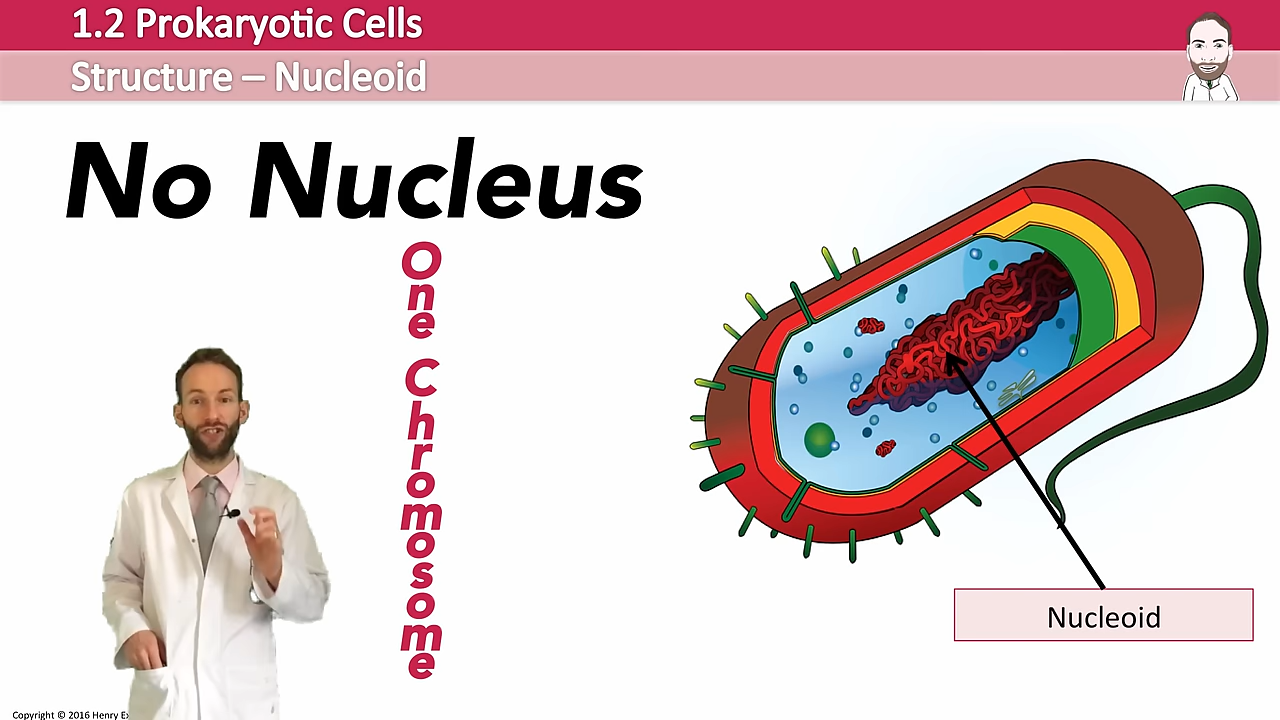 1.2 Prokaryotic Cells
Structure – Nucleoid
No Nucleus
One Chromosome
Nucleoid
Copyright © 2016 Henry